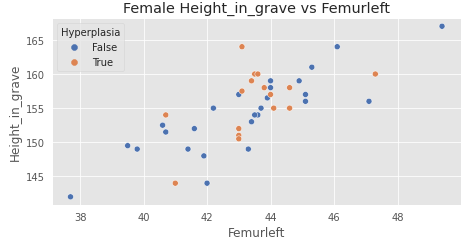 Female Height_in_grave vs Femurleft
Hyperplasia
False
True
Height_in_grave
165
160
155
150
145
38 40 42 44 46 48
Femurleft